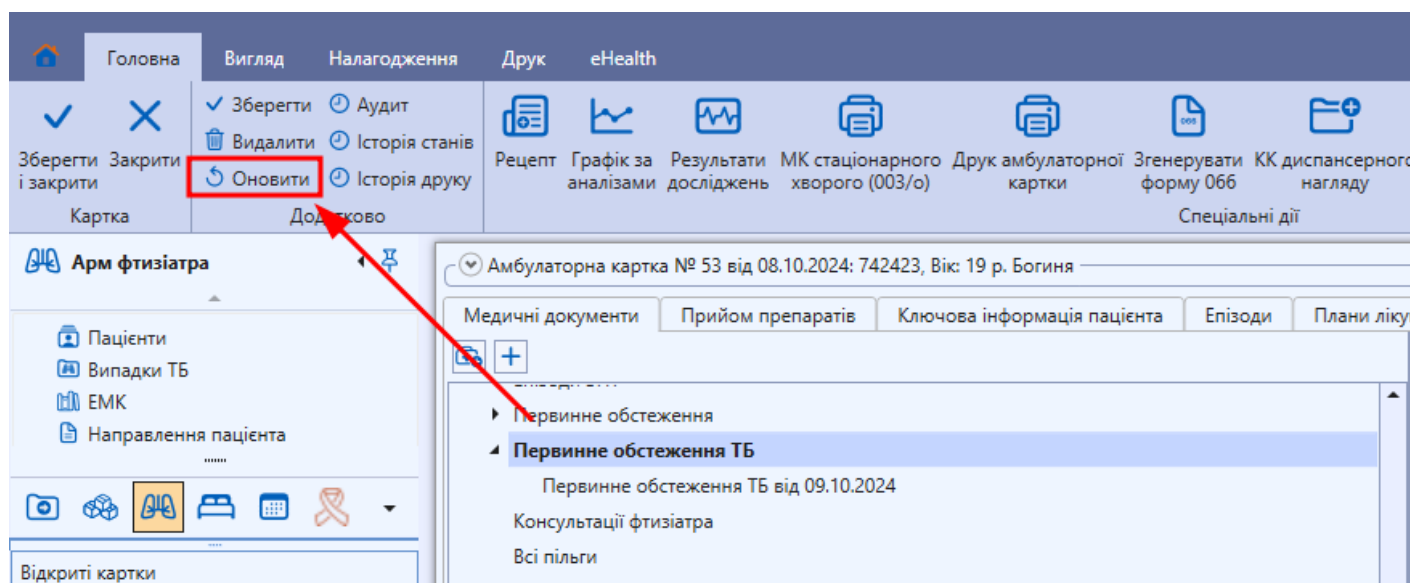 Головна Вигляд Налагодження Друк eHealth
Зберегти і закрити
Закрити
Картка
Зберегти
Видалити
Оновити
Аудит
Історія станів
Історія друку
Додатково
Рецепт
Графік за аналізами
Результати досліджень
МК стаціонарного хворого (003/о)
Друк амбулаторної картки
Згенерувати форму 066
КК диспансерного нагляду
Спеціальні дії
Арм фтизіатра
Пацієнти
Випадки ТБ
ЕМК
Направлення пацієнта
Відкриті картки
Амбулаторна картка № 53 від 08.10.2024: 742423, Вік: 19 р. Богиня
Медичні документи Прийом препаратів Ключова інформація пацієнта Епізоди Плани ліку
Первинне обстеження
Первинне обстеження ТБ
Первинне обстеження ТБ від 09.10.2024
Консультації фтизіатра
Всі пільги